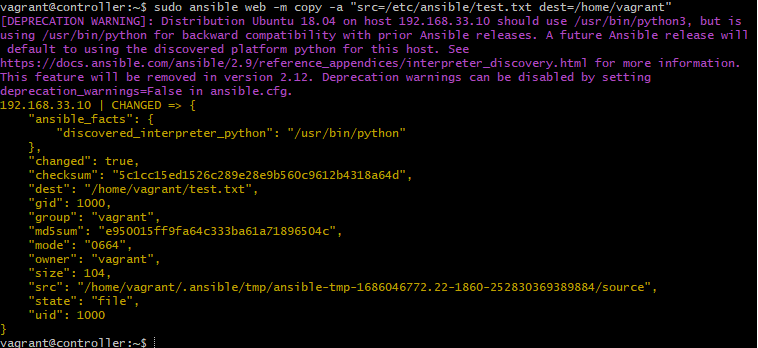 vagrant@controller:~$ sudo ansible web -m copy -a "src=/etc/ansible/test.txt dest=/home/vagrant"
[DEPRECATION WARNING]: Distribution Ubuntu 18.04 on host 192.168.33.10 should use /usr/bin/python3, but is
using /usr/bin/python for backward compatibility with prior Ansible releases. A future Ansible release will
 default to using the discovered platform python for this host. See
https://docs.ansible.com/ansible/2.9/reference_appendices/interpreter_discovery.html for more information.
This feature will be removed in version 2.12. Deprecation warnings can be disabled by setting
deprecation_warnings=False in ansible.cfg.
192.168.33.10 | CHANGED => {
    "ansible_facts": {
        "discovered_interpreter_python": "/usr/bin/python"
    },
    "changed": true,
    "checksum": "5c1cc15ed1526c289e28e9b560c9612b4318a64d",
    "dest": "/home/vagrant/test.txt",
    "gid": 1000,
    "group": "vagrant",
    "md5sum": "e950015ff9fa64c333ba61a71896504c",
    "mode": "0664",
    "owner": "vagrant",
    "size": 104,
    "src": "/home/vagrant/.ansible/tmp/ansible-tmp-1686046772.22-1860-252830369389884/source",
    "state": "file",
    "uid": 1000
}
vagrant@controller:~$